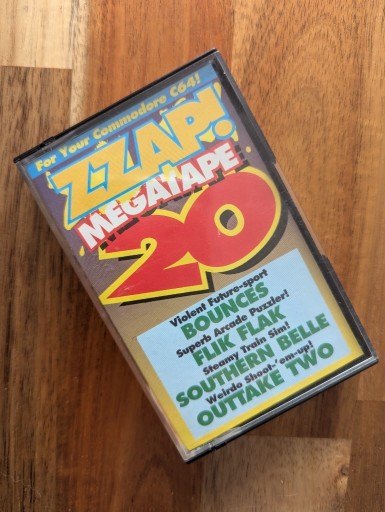 For Your Commodore C64!
ZZAP!
MEGATAPE
20
Violent Future-sport
BOUNCES
Superb Arcade Puzzler!
FLIK FLAK
Steamy Train Sim!
SOUTHERN BELLE
Weirdo Shoot-'em-up!
OUTTAKE TWO